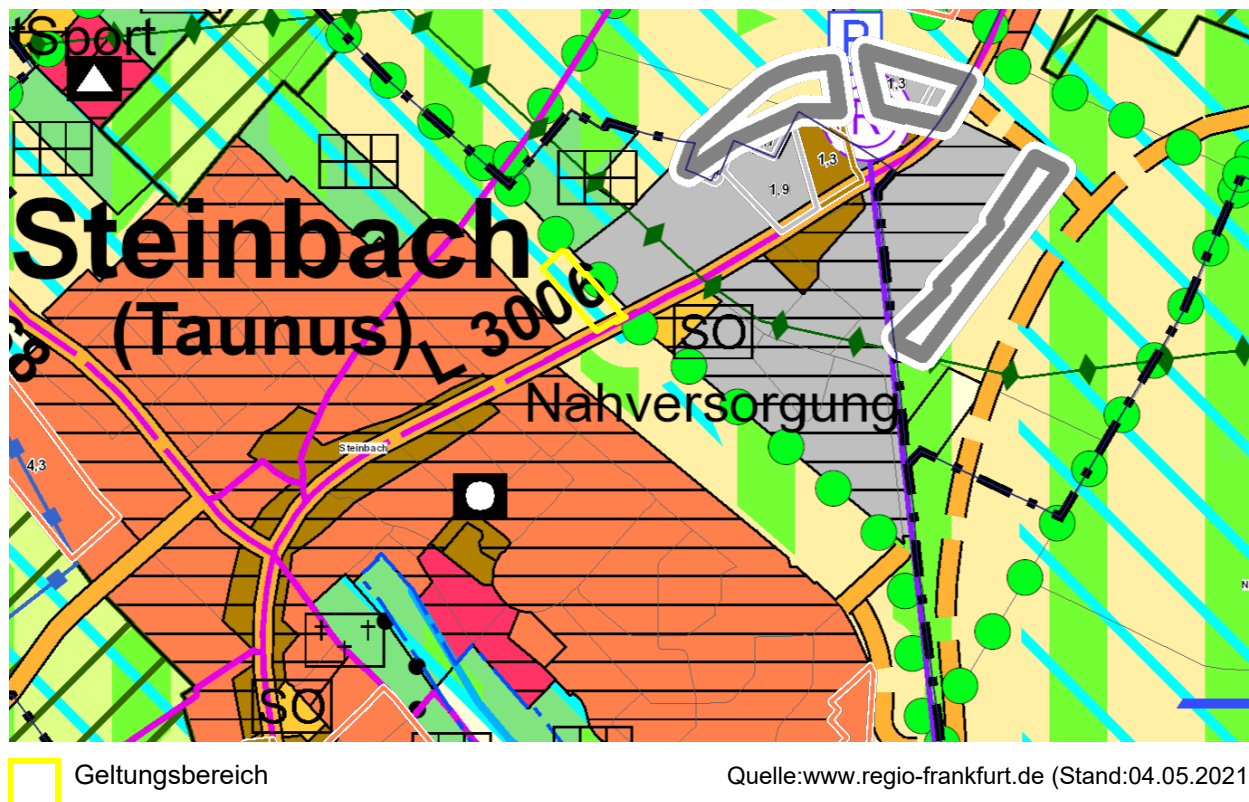 tSport
P
R
1,3
1,3
1,9
Steinbach
(Taunus)
L 3006
SO
Nahversorgung
Steinbach
4,3
SO
N
Geltungsbereich
Quelle:www.regio-frankfurt.de (Stand:04.05.2021